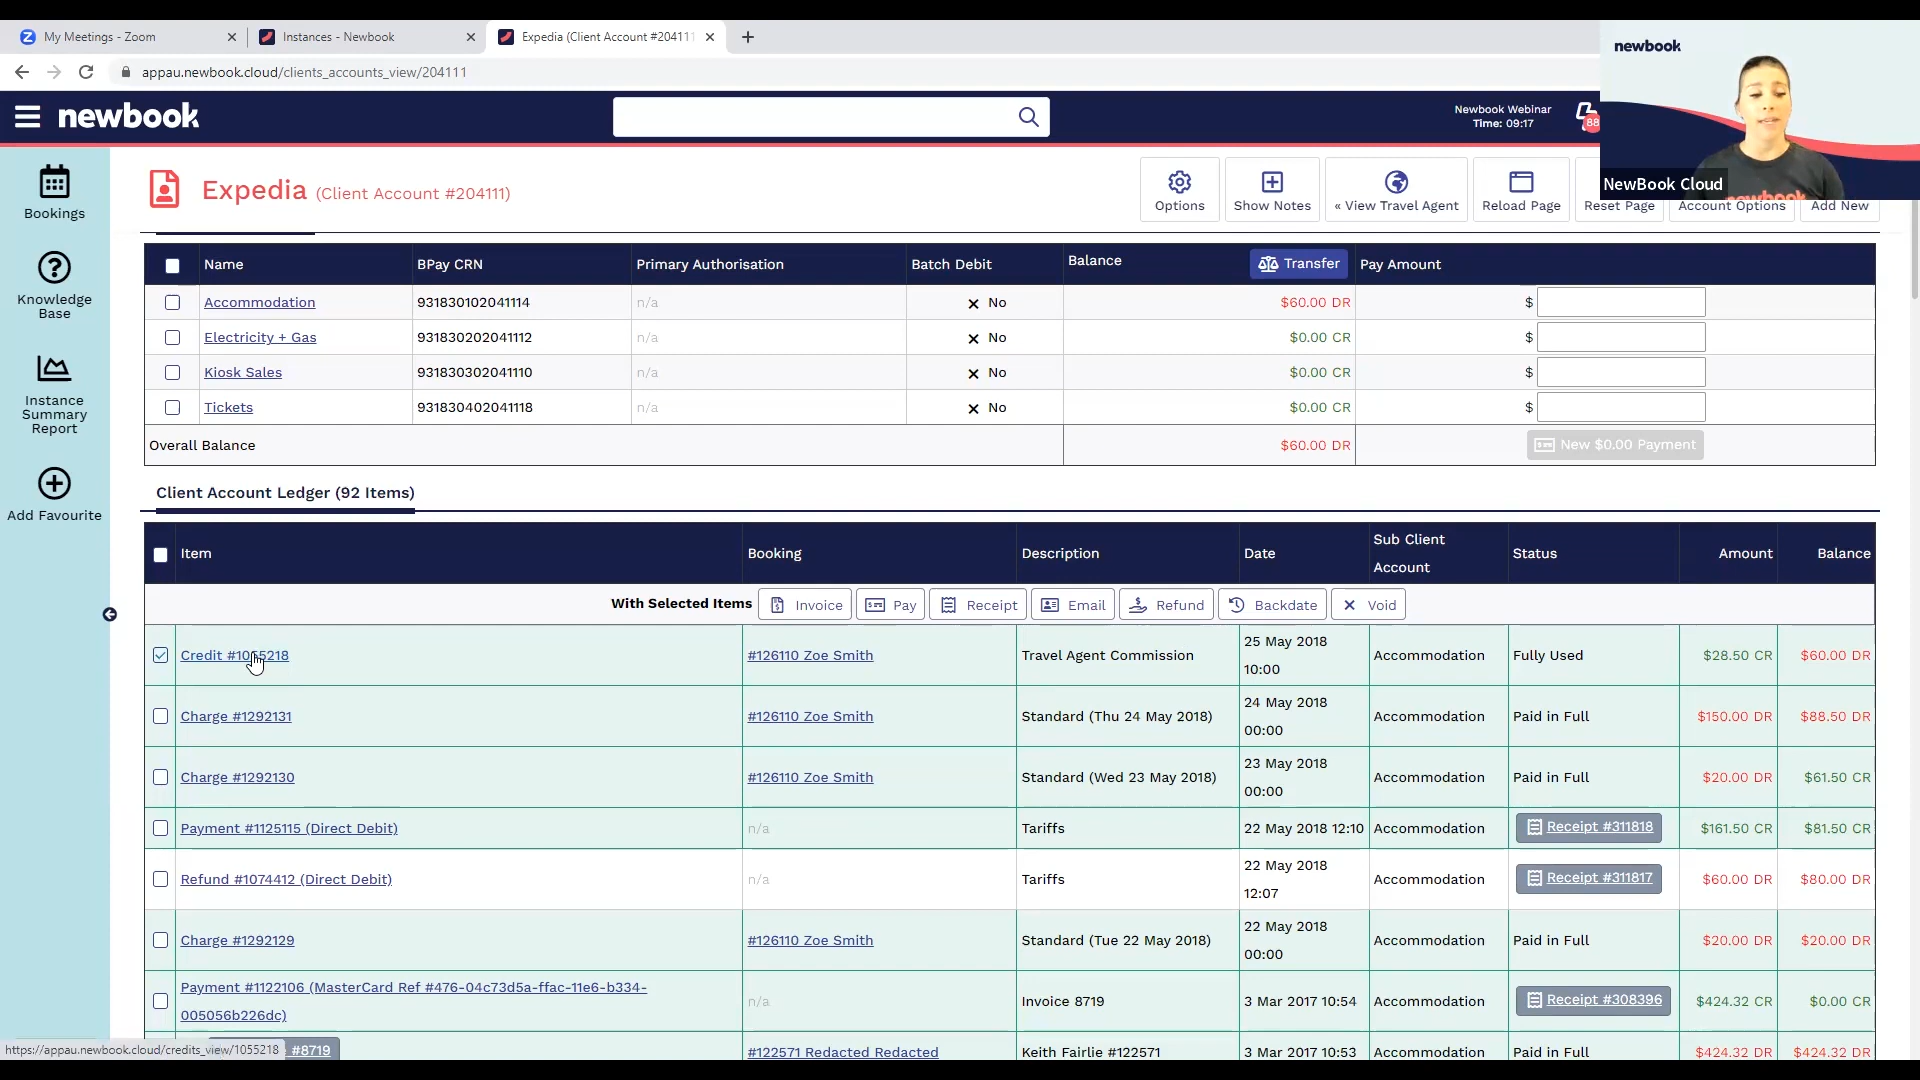 My Meetings - Zoom
Instances - Newbook
Expedia (Client Account #204111
appau.newbook.cloud/clients_accounts_view/204111
newbook
Newbook Webinar
Time: 09:17
88
newbook
NewBook Cloud
newbook
Bookings
Knowledge
Base
Instance
Summary
Report
Add Favourite
Expedia (Client Account #204111)
Options
Show Notes
« View Travel Agent
Reload Page
Reset Page
Account Options
Add New
Name BPay CRN Primary Authorisation Batch Debit Balance Transfer Pay Amount
Accommodation 931830102041114 n/a No $60.00 DR $
Electricity + Gas 931830202041112 n/a No $0.00 CR $
Kiosk Sales 931830302041110 n/a No $0.00 CR $
Tickets 931830402041118 n/a No $0.00 CR $
Overall Balance $60.00 DR New $0.00 Payment
Client Account Ledger (92 Items)
Item Booking Description Date Sub Client Account Status Amount Balance
With Selected Items Invoice Pay Receipt Email Refund Backdate Void
Credit #1055218 #126110 Zoe Smith Travel Agent Commission 25 May 2018 10:00 Accommodation Fully Used $28.50 CR $60.00 DR
Charge #1292131 #126110 Zoe Smith Standard (Thu 24 May 2018) 24 May 2018 00:00 Accommodation Paid in Full $150.00 DR $88.50 DR
Charge #1292130 #126110 Zoe Smith Standard (Wed 23 May 2018) 23 May 2018 00:00 Accommodation Paid in Full $20.00 DR $61.50 CR
Payment #1125115 (Direct Debit) n/a Tariffs 22 May 2018 12:10 Accommodation Receipt #311818 $161.50 CR $81.50 CR
Refund #1074412 (Direct Debit) n/a Tariffs 22 May 2018 12:07 Accommodation Receipt #311817 $60.00 DR $80.00 DR
Charge #1292129 #126110 Zoe Smith Standard (Tue 22 May 2018) 22 May 2018 00:00 Accommodation Paid in Full $20.00 DR $20.00 DR
Payment #1122106 (MasterCard Ref #476-04c73d5a-ffac-11e6-b334-
005056b226dc) n/a Invoice 8719 3 Mar 2017 10:54 Accommodation Receipt #308396 $424.32 CR $0.00 CR
#8719 #122571 Redacted Redacted Keith Fairlie #122571 3 Mar 2017 10:53 Accommodation Paid in Full $424.32 DR $424.32 DR
https://appau.newbook.cloud/credits_view/1055218